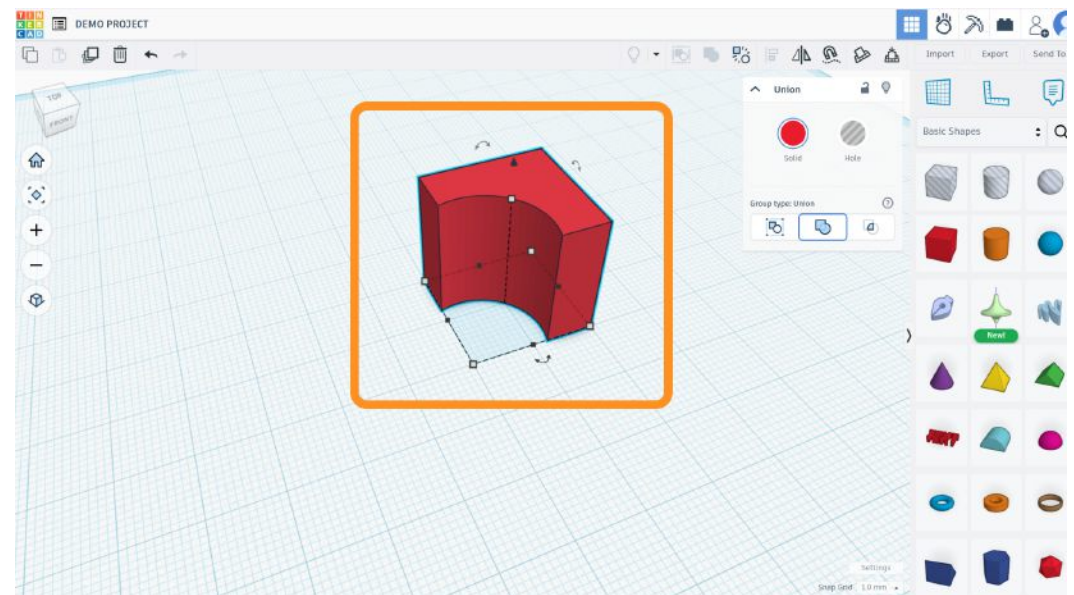 TIN
KER
CAD
DEMO PROJECT
Import
Export
Send To
TOP
FRONT
Union
Solid
Hole
Group type: Union
Basic Shapes
New!
Settings
Snap Grid
1.0 mm